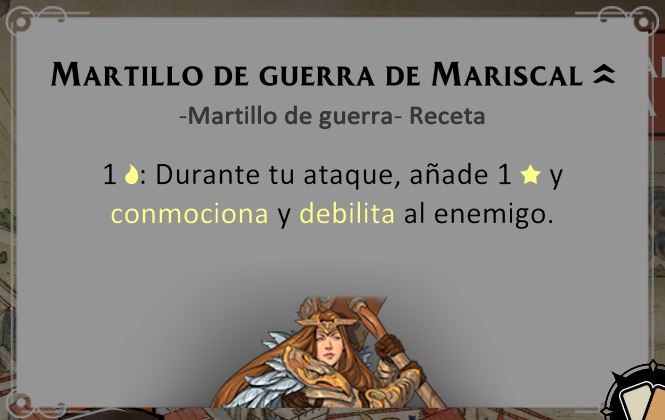 Martillo de guerra de Mariscal
-Martillo de guerra- Receta
1 : Durante tu ataque, añade 1 y
conmociona y debilita al enemigo.